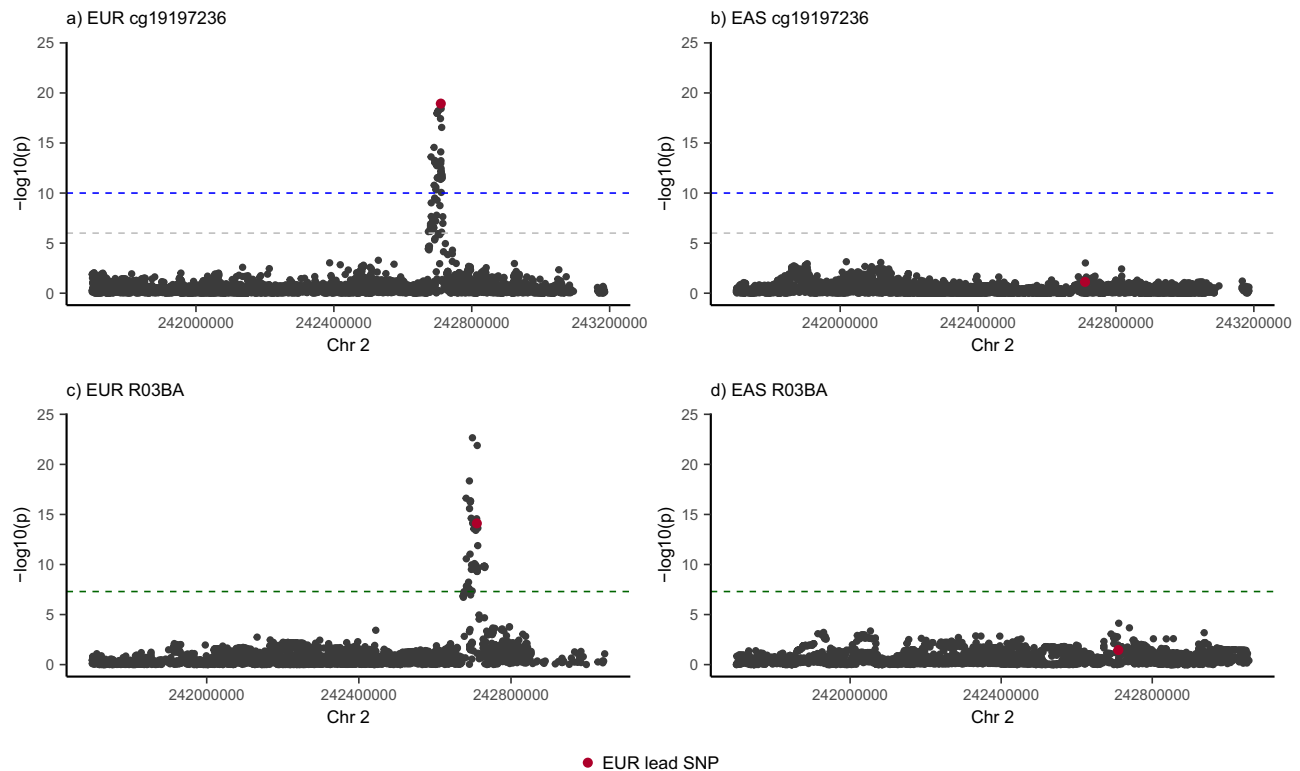 a) EUR cg19197236
25
20
15
10
5
0
−log10(p)
242000000 242400000 242800000 243200000
Chr 2
b) EAS cg19197236
25
20
15
10
5
0
−log10(p)
242000000 242400000 242800000 243200000
Chr 2
c) EUR R03BA
25
20
15
10
5
0
−log10(p)
242000000 242400000 242800000
Chr 2
d) EAS R03BA
25
20
15
10
5
0
−log10(p)
242000000 242400000 242800000
Chr 2
EUR lead SNP